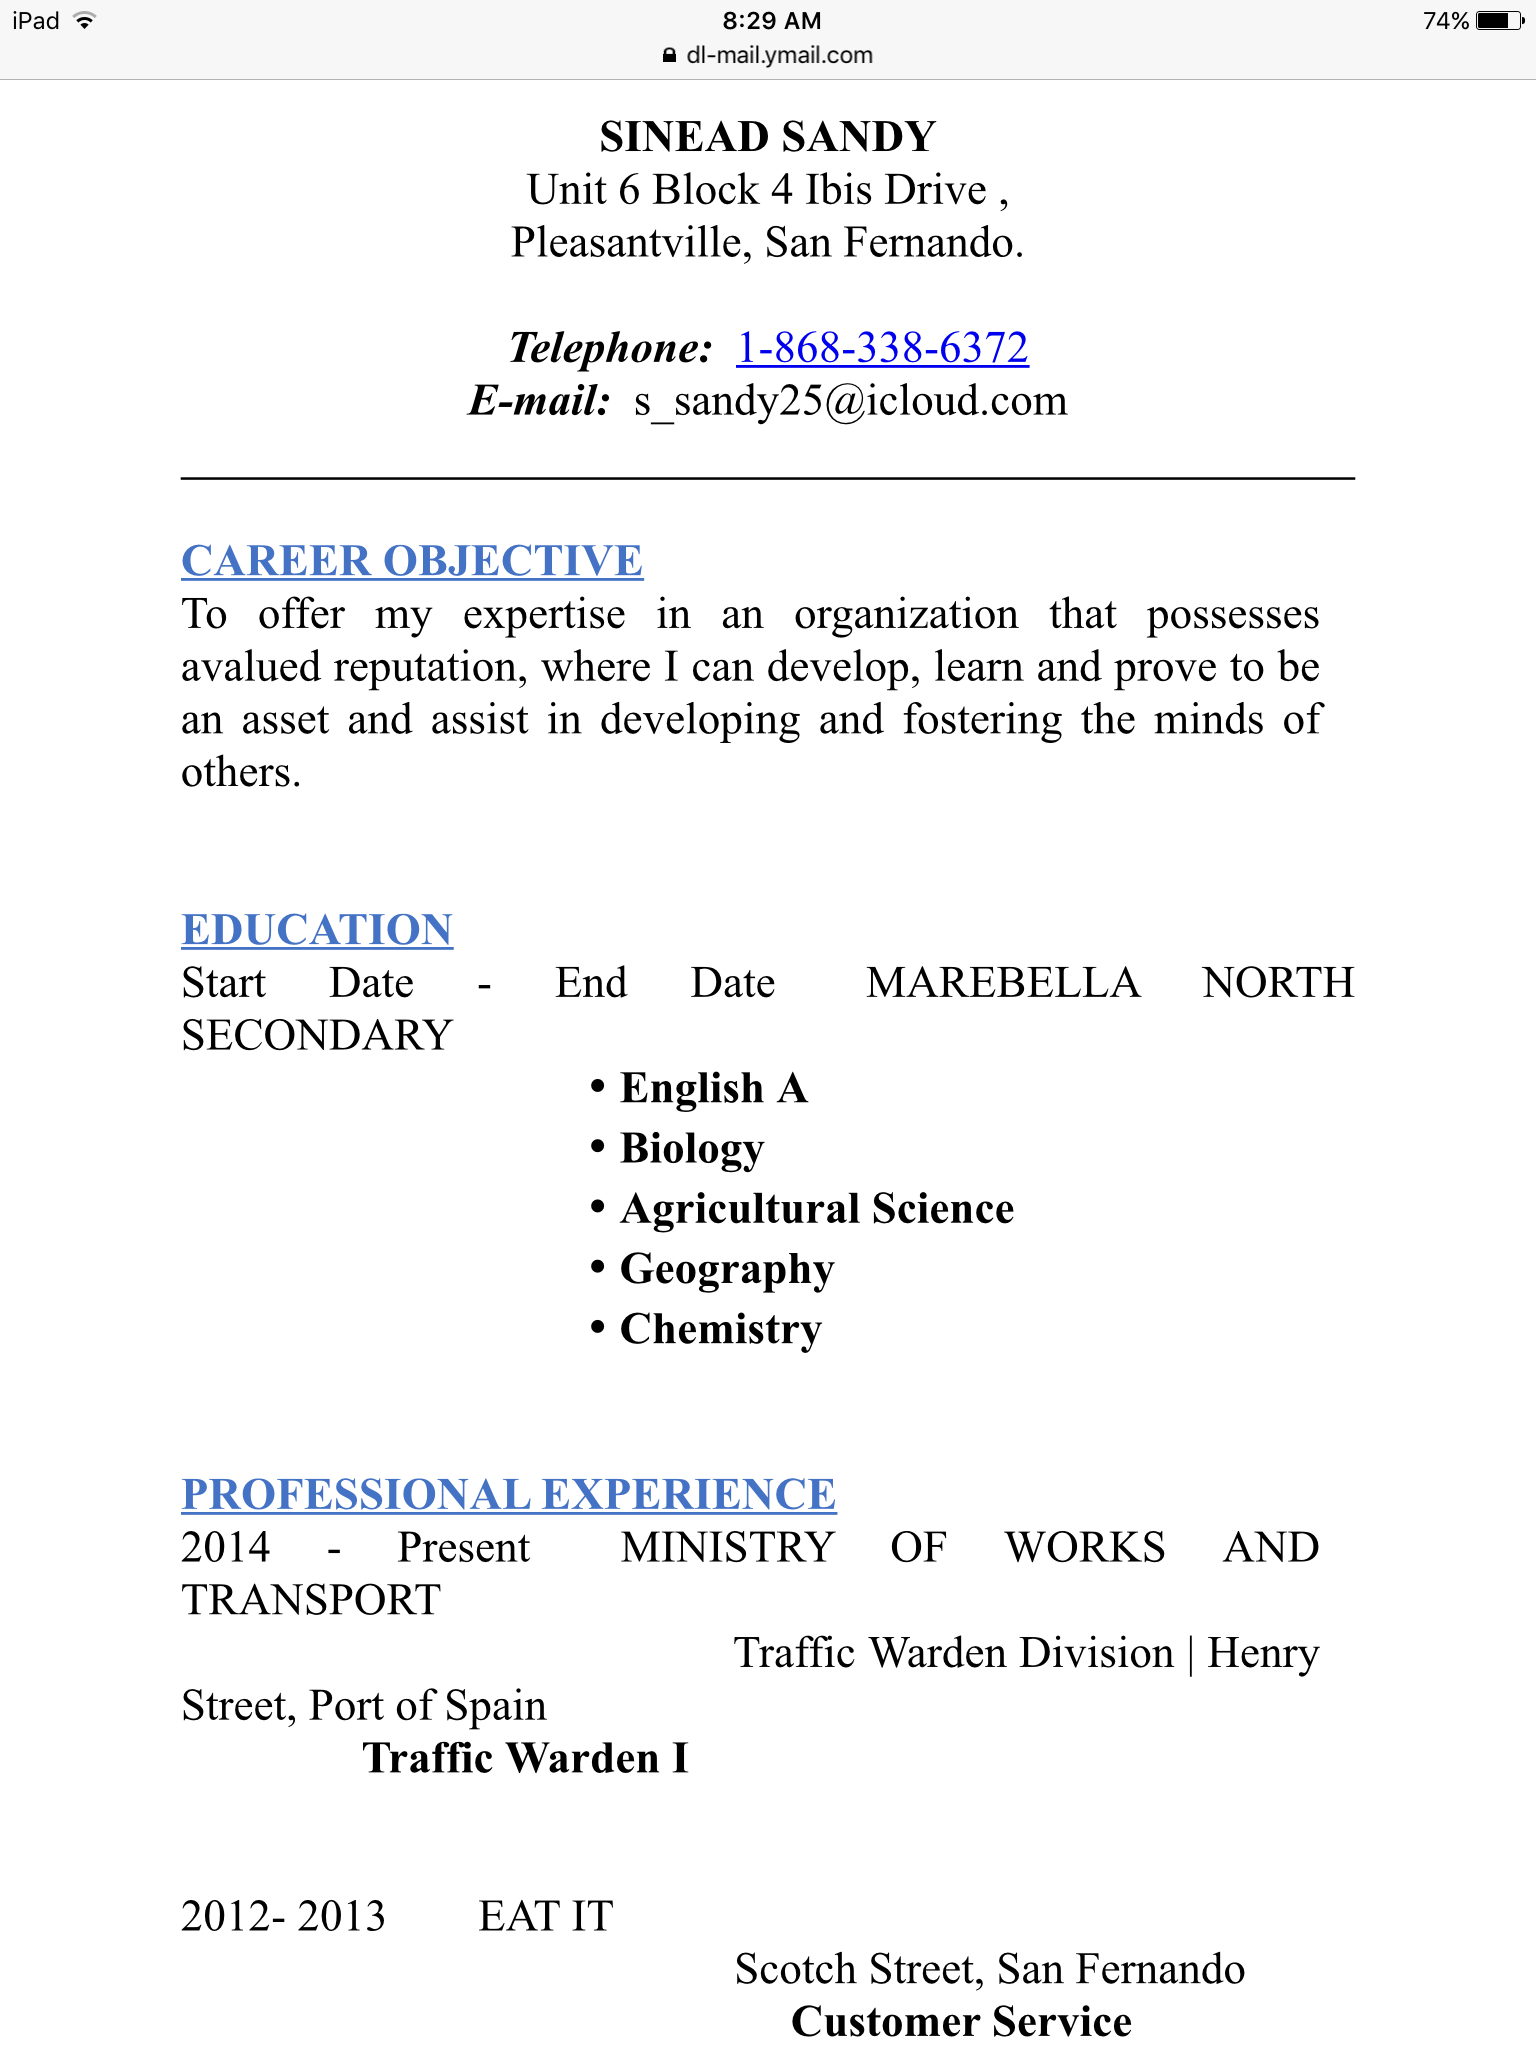 iPad 8:29 AM 74%
dl-mail.ymail.com
SINEAD SANDY
Unit 6 Block 4 Ibis Drive ,
Pleasantville, San Fernando.
Telephone: 1-868-338-6372
E-mail: s_sandy25@icloud.com
CAREER OBJECTIVE
To offer my expertise in an organization that possesses
avalued reputation, where I can develop, learn and prove to be
an asset and assist in developing and fostering the minds of
others.
EDUCATION
Start Date - End Date MAREBELLA NORTH
SECONDARY
• English A
• Biology
• Agricultural Science
• Geography
• Chemistry
PROFESSIONAL EXPERIENCE
2014 - Present MINISTRY OF WORKS AND
TRANSPORT
Traffic Warden Division | Henry
Street, Port of Spain
Traffic Warden I
2012- 2013 EAT IT
Scotch Street, San Fernando
Customer Service